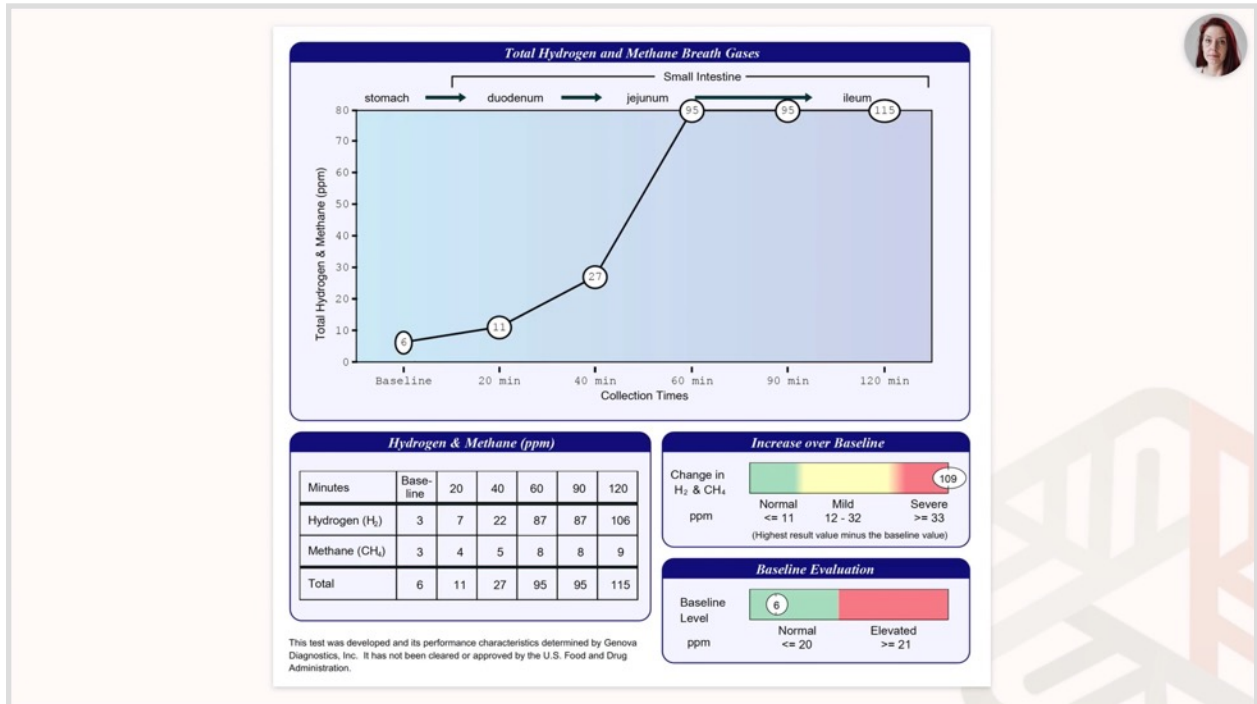 Total Hydrogen and Methane Breath Gases
Small Intestine
stomach duodenum jejunum ileum
Total Hydrogen & Methane (ppm)
80
70
60
50
40
30
20
10
0
6 11 27 95 95 115
Baseline 20 min 40 min 60 min 90 min 120 min
Collection Times
Hydrogen & Methane (ppm)
Minutes Base-line 20 40 60 90 120
Hydrogen (H₂) 3 7 22 87 87 106
Methane (CH₄) 3 4 5 8 8 9
Total 6 11 27 95 95 115
This test was developed and its performance characteristics determined by Genova
Diagnostics, Inc. It has not been cleared or approved by the U.S. Food and Drug
Administration.
Increase over Baseline
Change in
H₂ & CH₄
ppm
109
Normal Mild Severe
<= 11 12 - 32 >= 33
(Highest result value minus the baseline value)
Baseline Evaluation
Baseline
Level
ppm
6
Normal Elevated
<= 20 >= 21